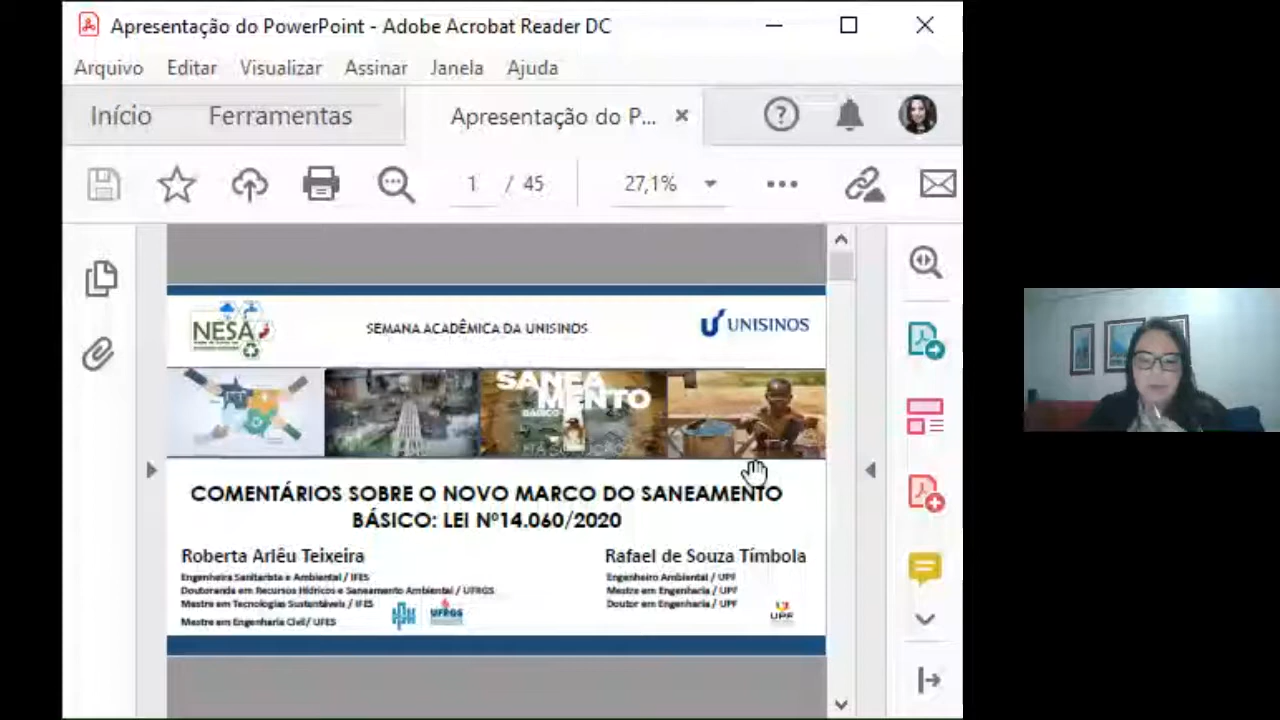 Apresentação do PowerPoint - Adobe Acrobat Reader DC
Arquivo Editar Visualizar Assinar Janela Ajuda
Início Ferramentas Apresentação do P...
1 / 45 27,1%
NESA
SEMANA ACADÊMICA DA UNISINOS
UNISINOS
SANEA
MENTO
BÁSICO
COMENTÁRIOS SOBRE O NOVO MARCO DO SANEAMENTO
BÁSICO: LEI Nº14.060/2020
Roberta Arlêu Teixeira
Engenheira Sanitarista e Ambiental / IFES
Doutoranda em Recursos Hídricos e Saneamento Ambiental / UFRGS
Mestre em Tecnologias Sustentáveis / IFES
Mestre em Engenharia Civil/ UFES
UFRGS
Rafael de Souza Tímbola
Engenheiro Ambiental / UPF
Mestre em Engenharia / UPF
Doutor em Engenharia / UPF
UPF